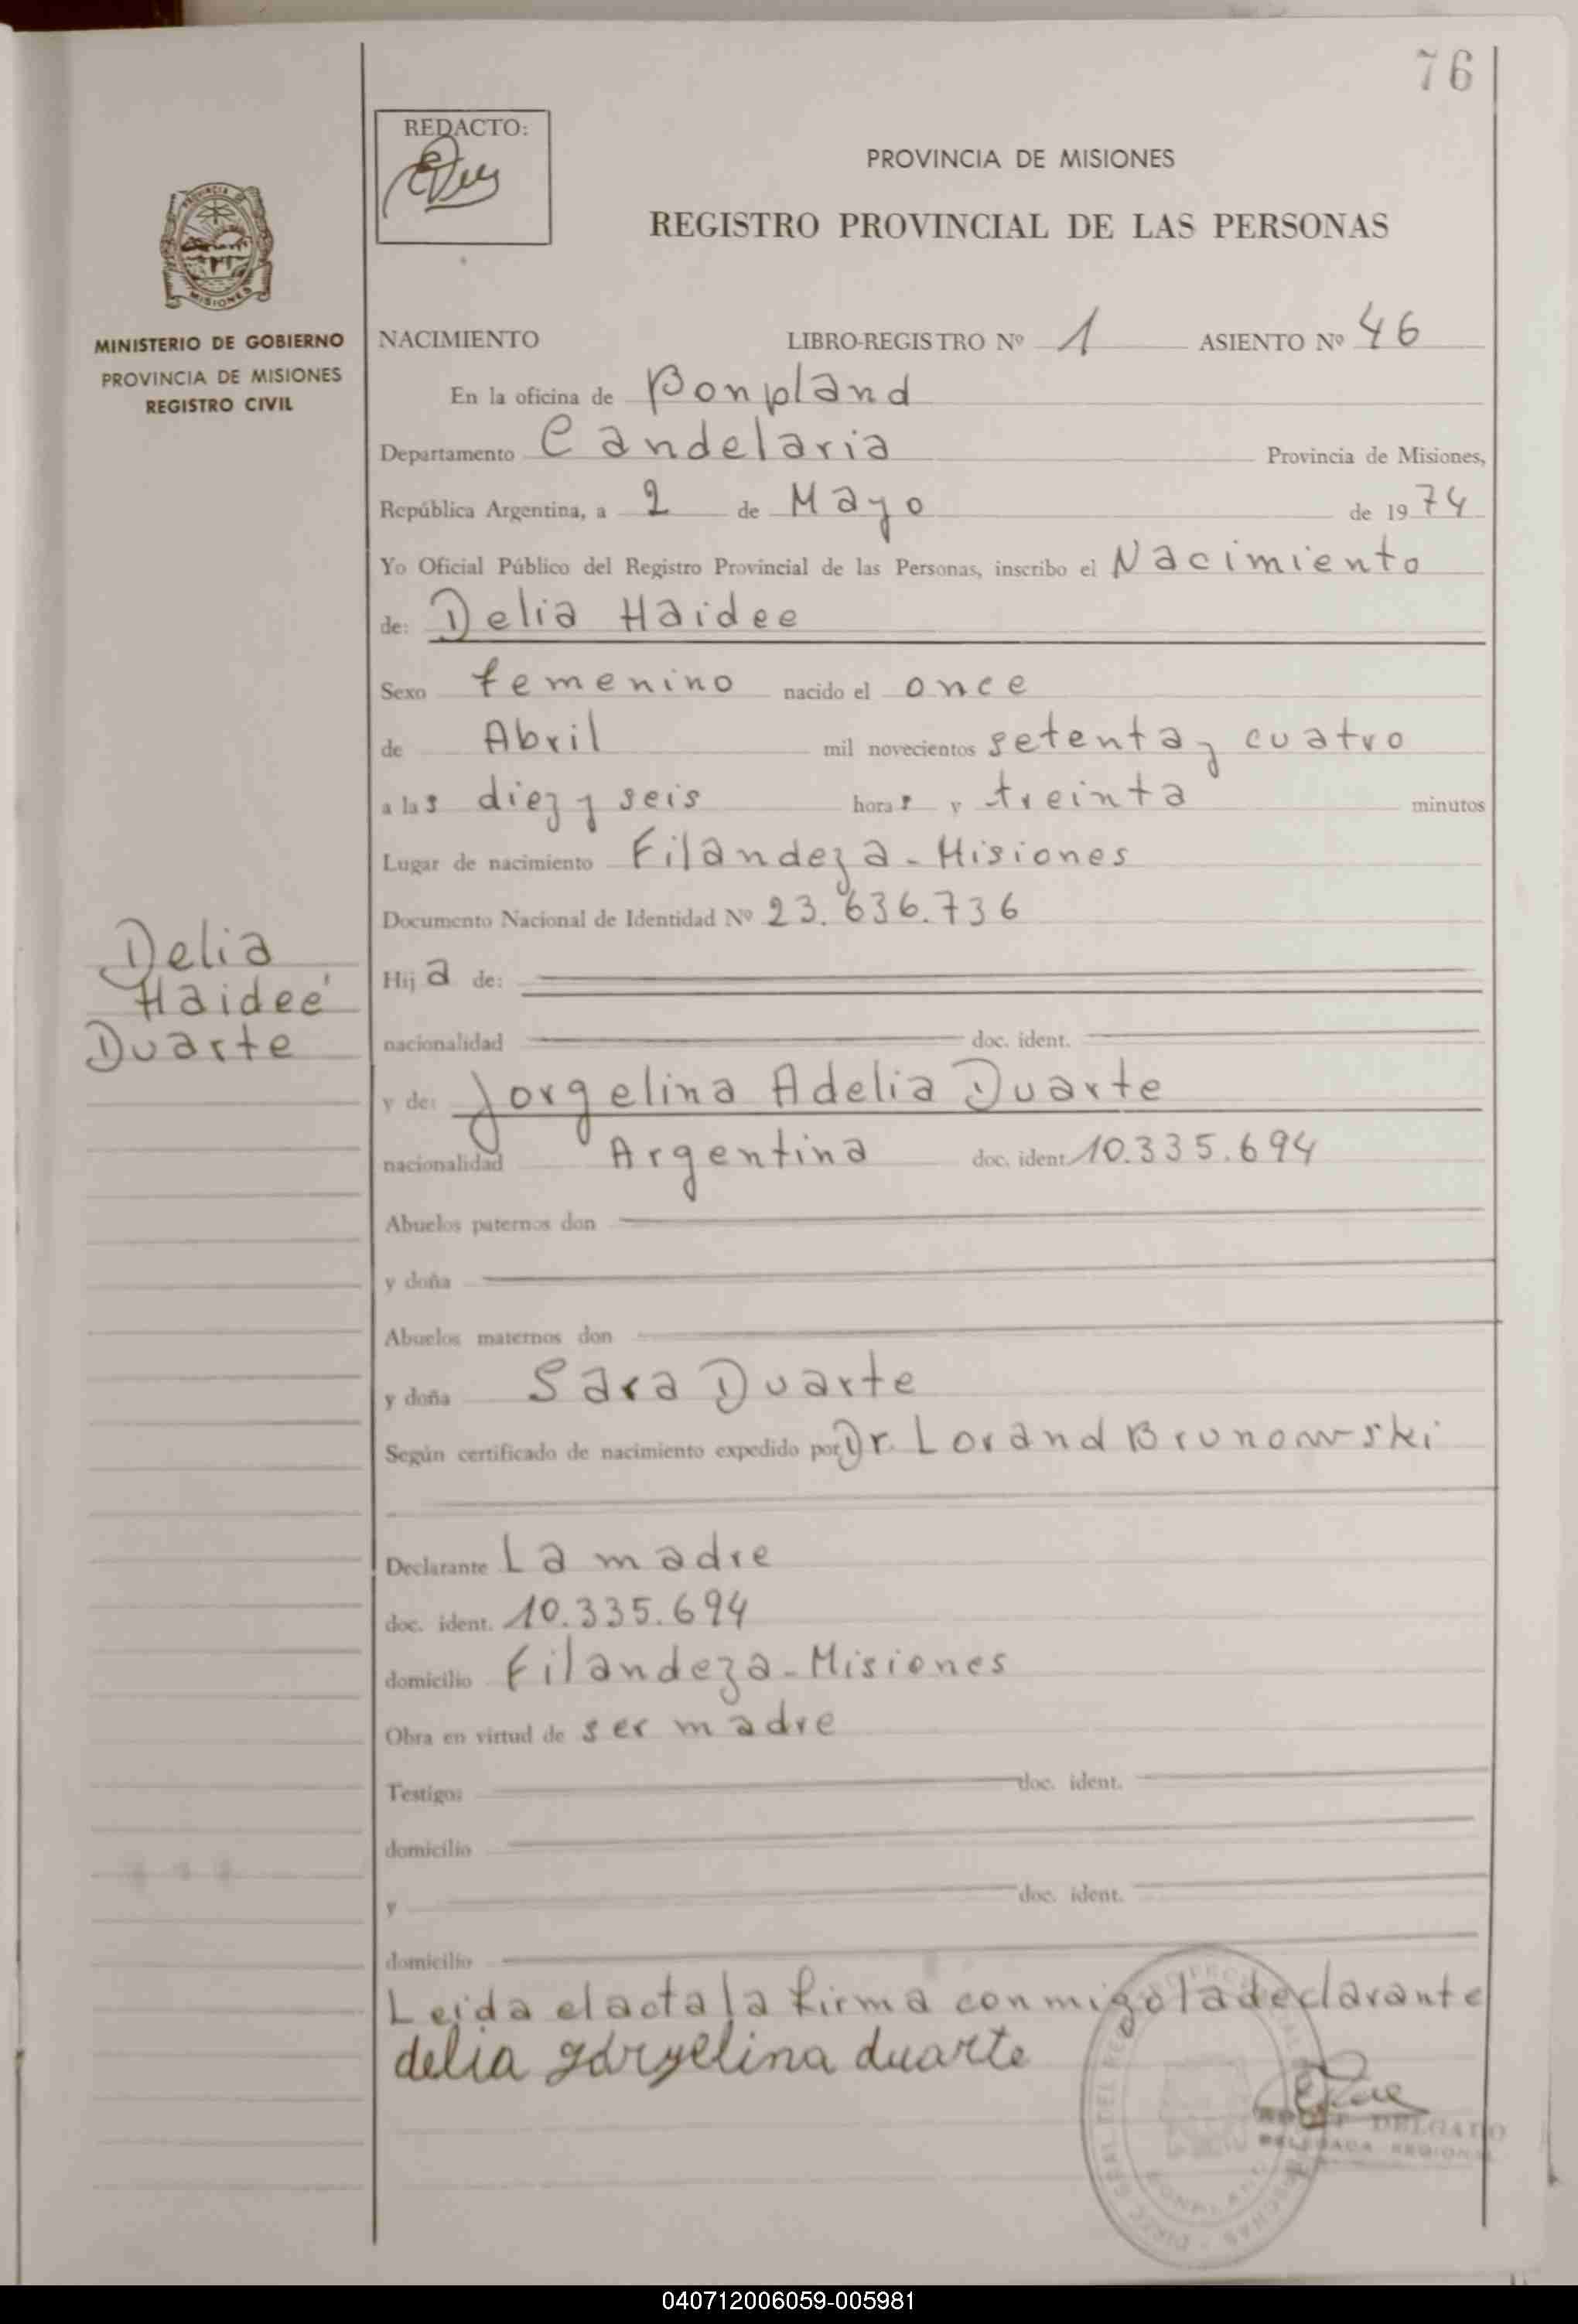 76
REDACTO:
PROVINCIA DE MISIONES
REGISTRO PROVINCIAL DE LAS PERSONAS
PROVINCIA
MISIONES
MINISTERIO DE GOBIERNO
PROVINCIA DE MISIONES
REGISTRO CIVIL
NACIMIENTO LIBRO-REGISTRO Nº 1 ASIENTO Nº 46
En la oficina de Bonpland
Departamento Candelaria Provincia de Misiones,
República Argentina, a 2 de Mayo de 1974
Yo Oficial Público del Registro Provincial de las Personas, inscribo el Nacimiento
de: Delia Haidee
Sexo femenino nacido el once
de Abril mil novecientos setenta y cuatro
a las diez y seis horas y treinta minutos
Lugar de nacimiento Filandeza - Misiones
Documento Nacional de Identidad Nº 23.636.736
Delia
Haideé
Duarte
Hija de:
nacionalidad doc. ident.
y de: Jorgelina Adelia Duarte
nacionalidad Argentina doc. ident. 10.335.694
Abuelos paternos don
y doña
Abuelos maternos don
y doña Sara Duarte
Según certificado de nacimiento expedido por Dr. Lorand Brunowski
Declarante La madre
doc. ident. 10.335.694
domicilio Filandeza - Misiones
Obra en virtud de ser madre
Testigos doc. ident.
domicilio
y doc. ident.
domicilio
Leida el acta la firma conmigo la declarante
delia jorgelina duarte
DELGADO
DELEGADA REGIONAL
BONPLAND
040712006059-005981